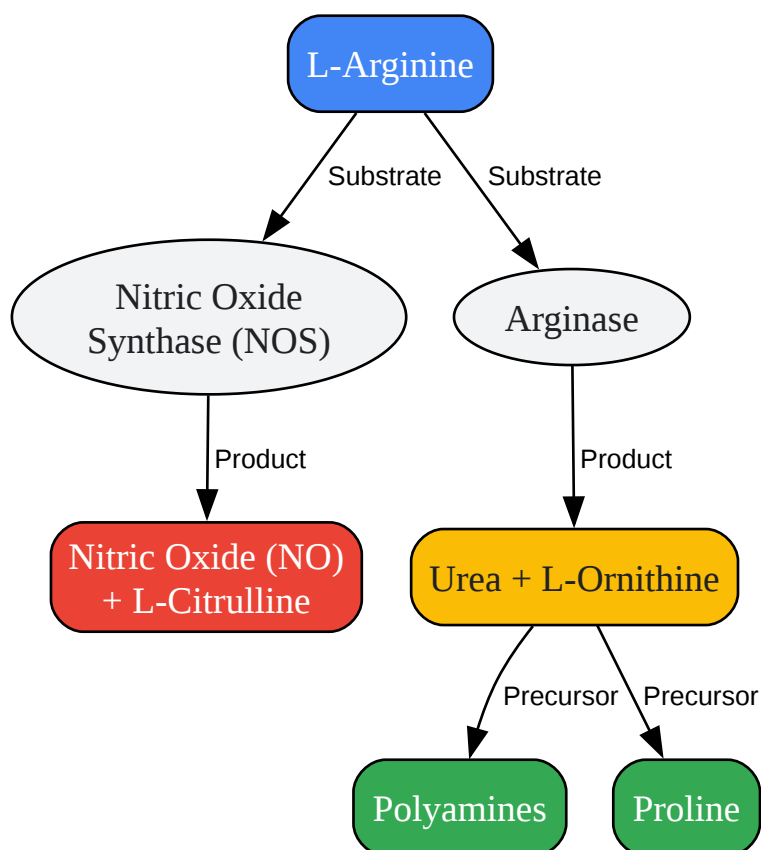 L-Arginine
Substrate
Substrate
Nitric Oxide
Synthase (NOS)
Arginase
Product
Product
Nitric Oxide (NO)
+ L-Citrulline
Urea + L-Ornithine
Precursor
Precursor
Polyamines
Proline